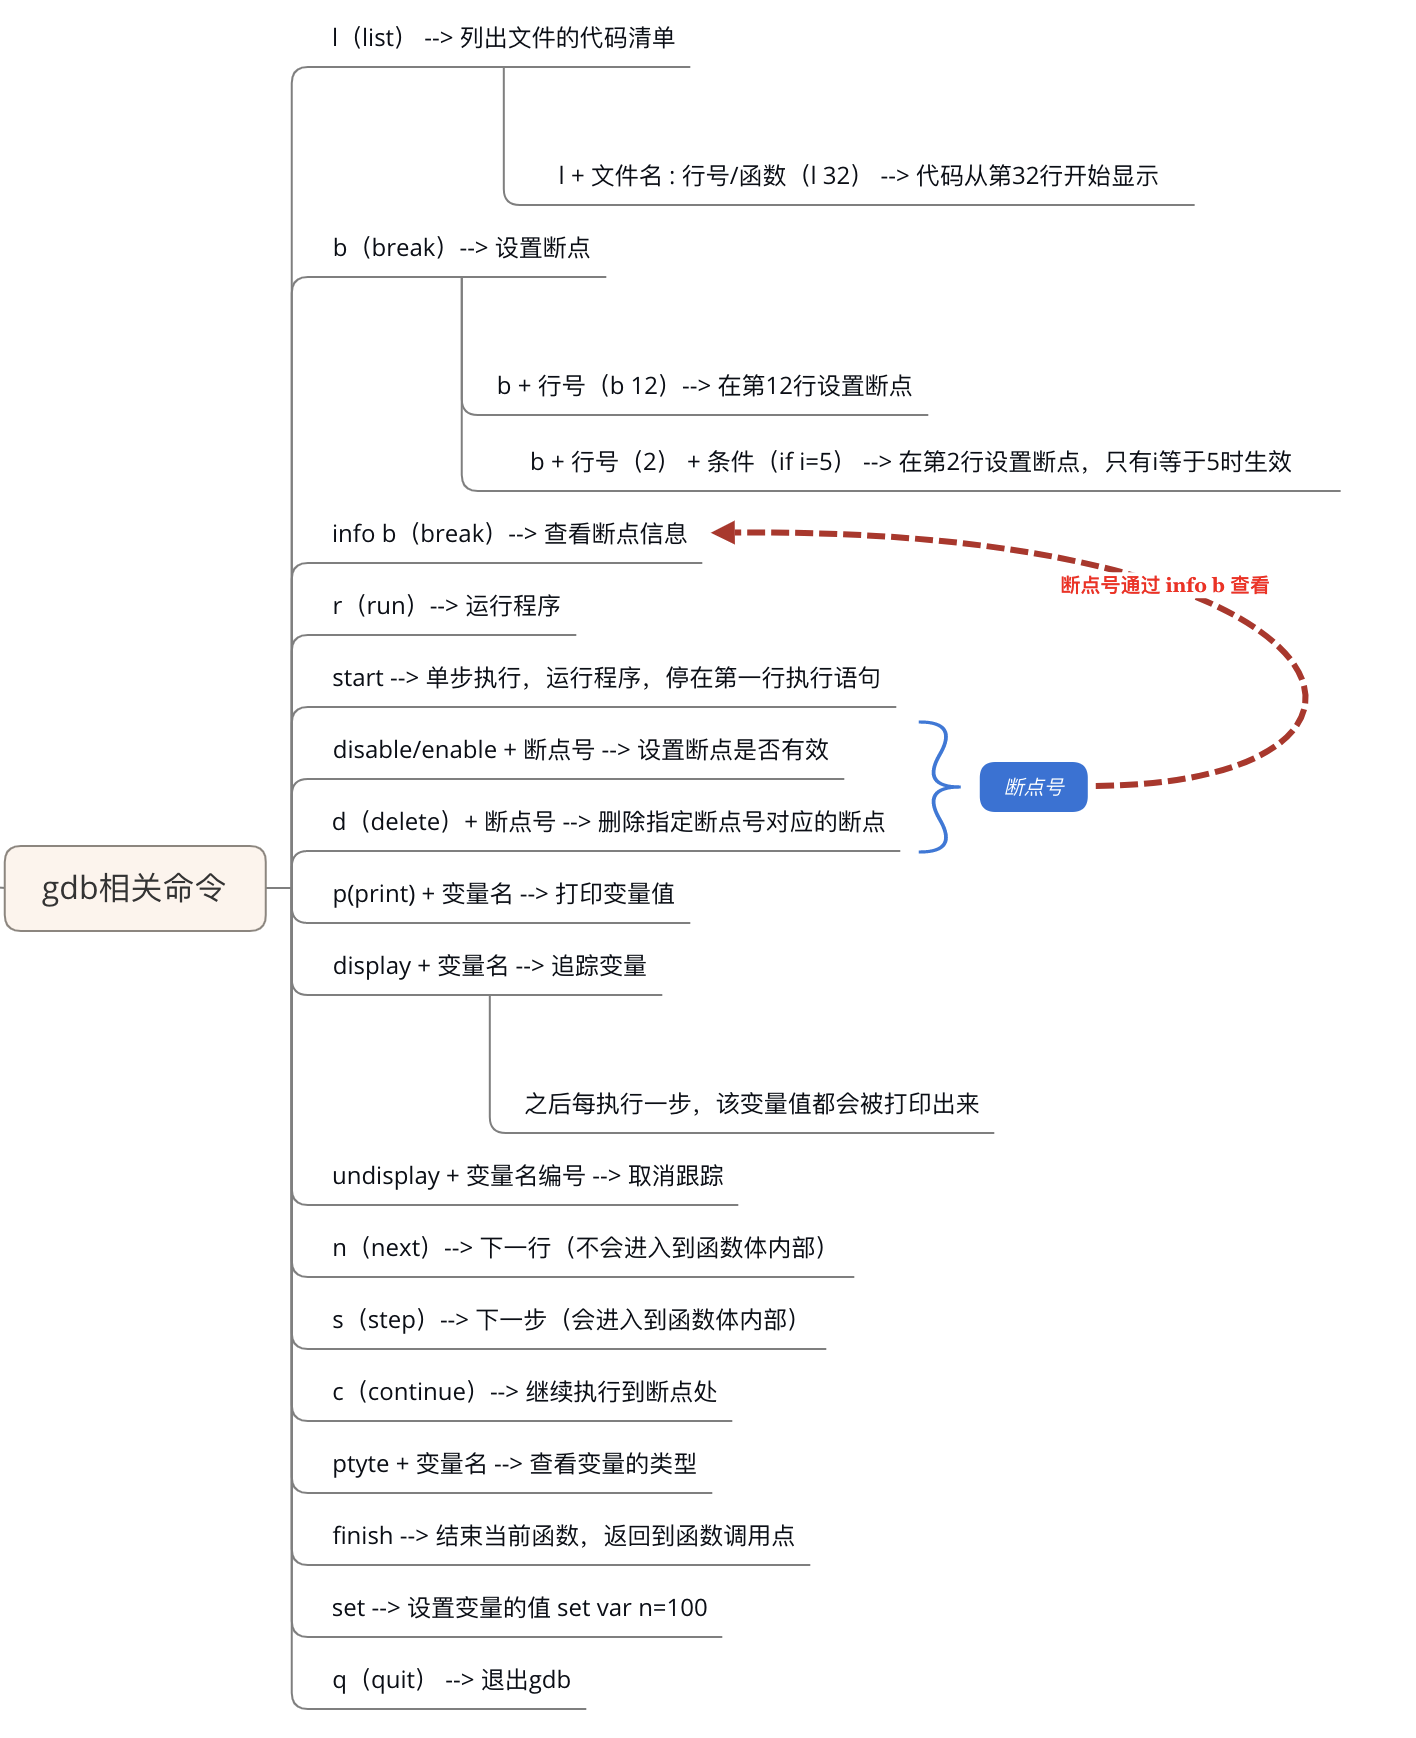 l（list） --> 列出文件的代码清单
l + 文件名 : 行号/函数（l 32） --> 代码从第32行开始显示
b（break）--> 设置断点
b + 行号（b 12）--> 在第12行设置断点
b + 行号（2） + 条件（if i=5） --> 在第2行设置断点，只有i等于5时生效
info b（break）--> 查看断点信息
断点号通过 info b 查看
r（run）--> 运行程序
start --> 单步执行，运行程序，停在第一行执行语句
disable/enable + 断点号 --> 设置断点是否有效
断点号
d（delete）+ 断点号 --> 删除指定断点号对应的断点
gdb相关命令
p(print) + 变量名 --> 打印变量值
display + 变量名 --> 追踪变量
之后每执行一步，该变量值都会被打印出来
undisplay + 变量名编号 --> 取消跟踪
n（next）--> 下一行（不会进入到函数体内部）
s（step）--> 下一步（会进入到函数体内部）
c（continue）--> 继续执行到断点处
ptyte + 变量名 --> 查看变量的类型
finish --> 结束当前函数，返回到函数调用点
set --> 设置变量的值 set var n=100
q（quit） --> 退出gdb